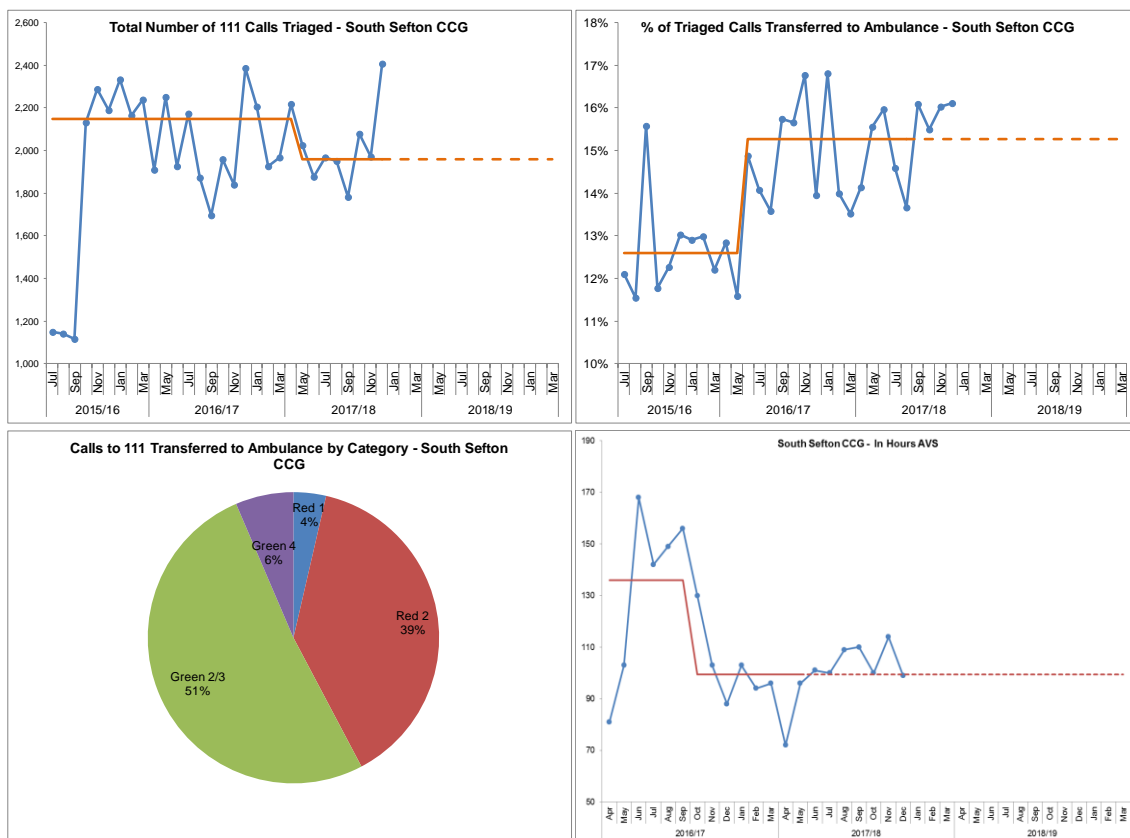 Total Number of 111 Calls Triaged - South Sefton CCG
2,600
2,400
2,200
2,000
1,800
1,600
1,400
1,200
1,000
Jul Sep Nov Jan Mar May Jul Sep Nov Jan Mar May Jul Sep Nov Jan Mar May Jul Sep Nov Jan Mar
2015/16 2016/17 2017/18 2018/19
% of Triaged Calls Transferred to Ambulance - South Sefton CCG
18%
17%
16%
15%
14%
13%
12%
11%
10%
Jul Sep Nov Jan Mar May Jul Sep Nov Jan Mar May Jul Sep Nov Jan Mar May Jul Sep Nov Jan Mar
2015/16 2016/17 2017/18 2018/19
Calls to 111 Transferred to Ambulance by Category - South Sefton
CCG
Red 1
4%
Green 4
6%
Red 2
39%
Green 2/3
51%
South Sefton CCG - In Hours AVS
190
170
150
130
110
90
70
50
Apr May Jun Jul Aug Sep Oct Nov Dec Jan Feb Mar Apr May Jun Jul Aug Sep Oct Nov Dec Jan Feb Mar Apr May Jun Jul Aug Sep Oct Nov Dec Jan Feb Mar
2016/17 2017/18 2018/19